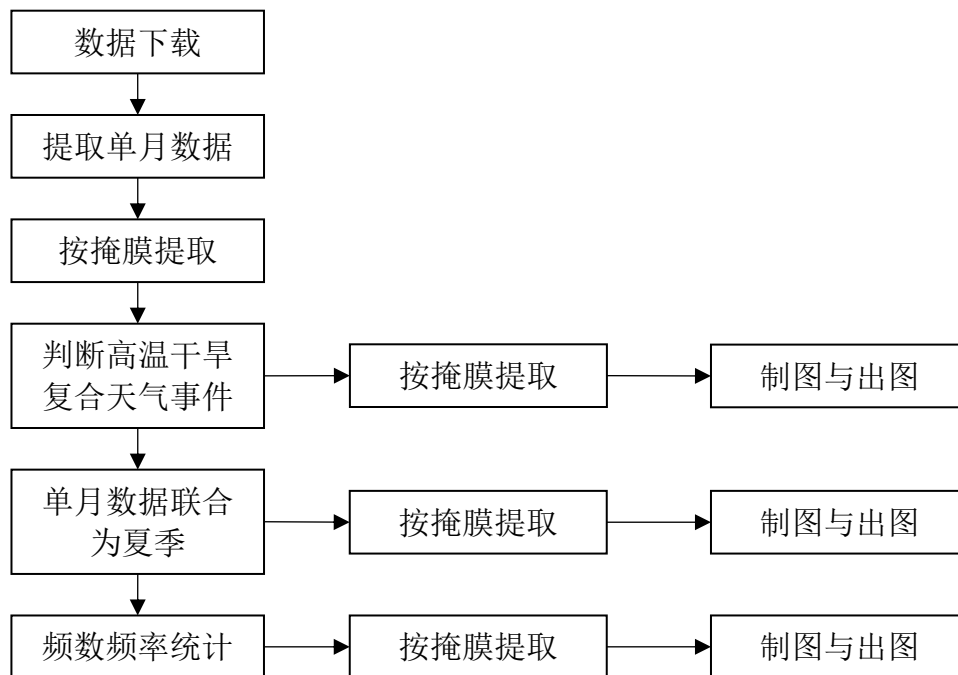 数据下载
提取单月数据
按掩膜提取
判断高温干旱
复合天气事件
按掩膜提取
制图与出图
单月数据联合
为夏季
按掩膜提取
制图与出图
频数频率统计
按掩膜提取
制图与出图